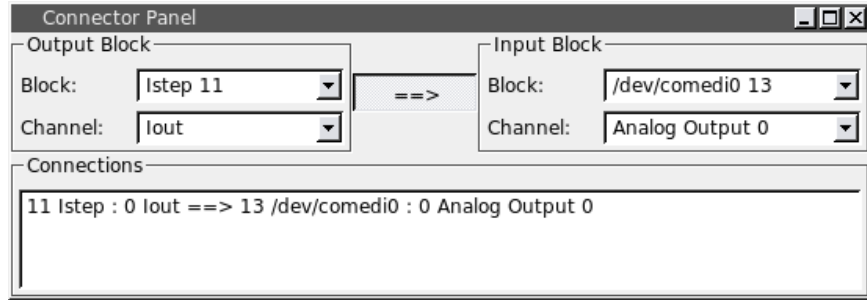 Connector Panel
Output Block
Block: Istep 11
Channel: Iout
==>
Input Block
Block: /dev/comedi0 13
Channel: Analog Output 0
Connections
11 Istep : 0 Iout ==> 13 /dev/comedi0 : 0 Analog Output 0